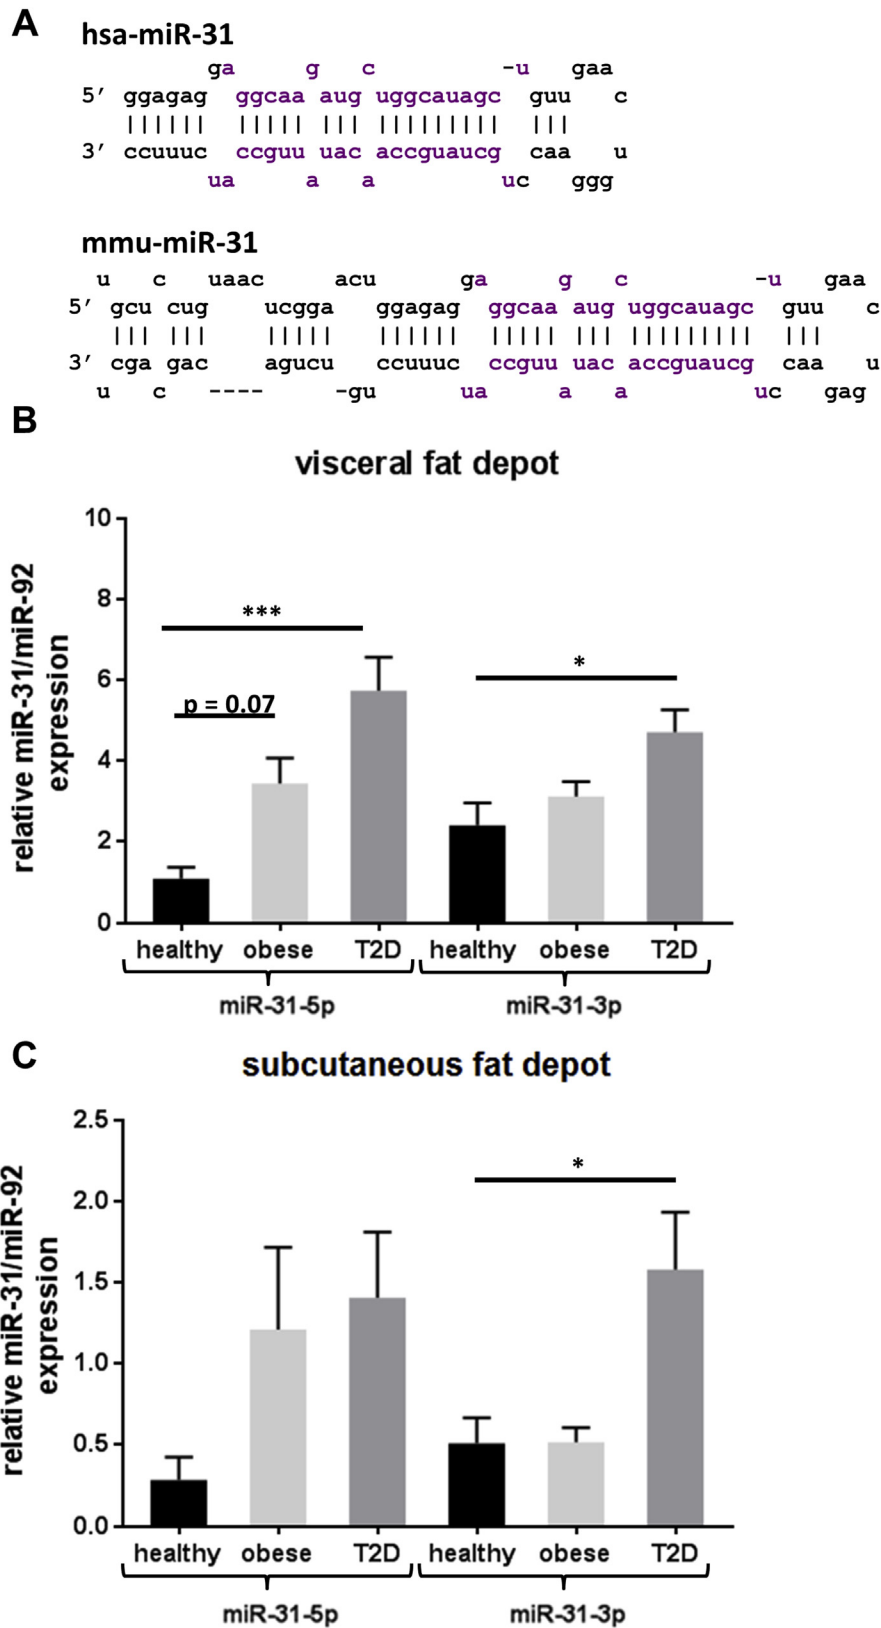 A
hsa-miR-31
ga g c -u gaa
5′ ggagag ggcaa aug uggcauagc guu c
|||||| ||||| ||| ||||||||| |||
3′ ccuuuc ccguu uac accguaucg caa u
ua a a uc ggg
mmu-miR-31
u c uaac acu ga g c -u gaa
5′ gcu cug ucgga ggagag ggcaa aug uggcauagc guu c
||| ||| ||||| |||||| ||||| ||| ||||||||| |||
3′ cga gac agucu ccuuuc ccguu uac accguaucg caa u
u c ---- -gu ua a a uc gag
B
visceral fat depot
relative miR-31/miR-92
expression
10
8
6
4
2
0
***
p = 0.07
*
healthy obese T2D healthy obese T2D
miR-31-5p miR-31-3p
C
subcutaneous fat depot
relative miR-31/miR-92
expression
2.5
2.0
1.5
1.0
0.5
0.0
*
healthy obese T2D healthy obese T2D
miR-31-5p miR-31-3p